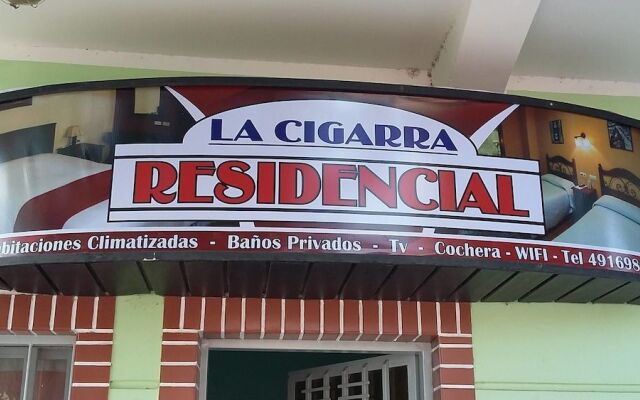 LA CIGARRA
RESIDENCIAL
bitaciones Climatizadas - Baños Privados - Tv - Cochera - WIFI - Tel 491698